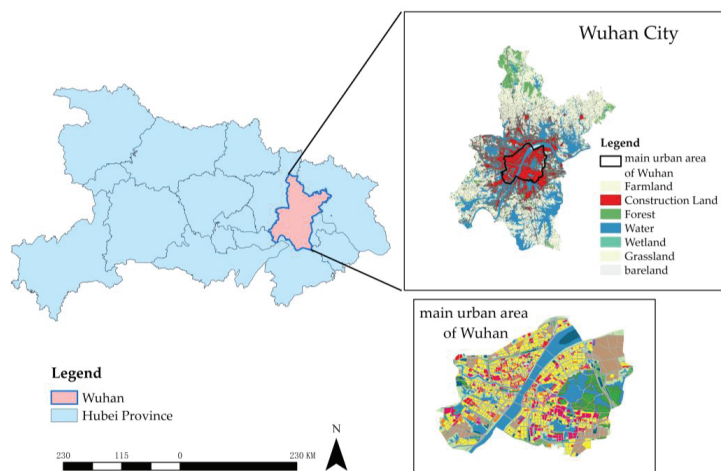 Wuhan City
Legend
main urban area
of Wuhan
Farmland
Construction Land
Forest
Water
Wetland
Grassland
bareland
main urban area
of Wuhan
Legend
Wuhan
Hubei Province
N
230 115 0 230 KM